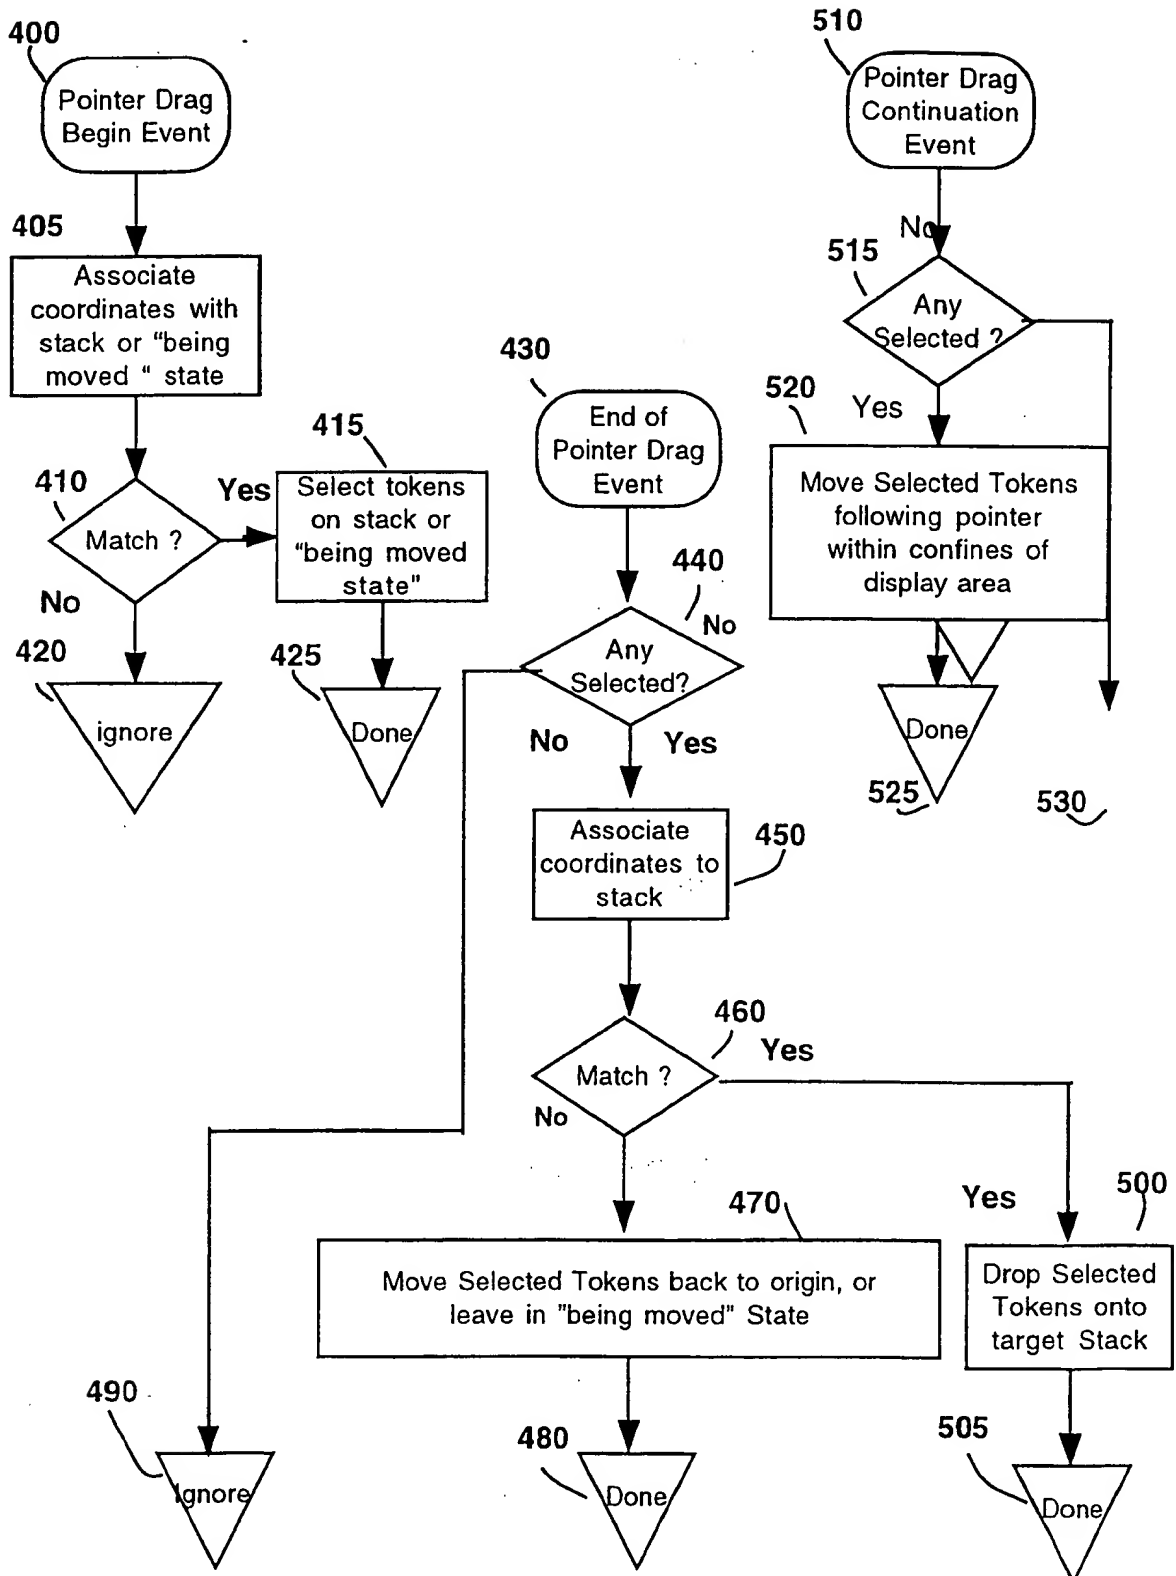 400
Pointer Drag
Begin Event
405
Associate
coordinates with
stack or "being
moved " state
410
Match ?
Yes
415
Select tokens
on stack or
"being moved
state"
No
420
ignore
425
Done
430
End of
Pointer Drag
Event
440
No
Any
Selected?
No
Yes
Associate
coordinates to
stack
450
460
Match ?
Yes
No
470
Move Selected Tokens back to origin, or
leave in "being moved" State
Yes
500
Drop Selected
Tokens onto
target Stack
490
Ignore
480
Done
505
Done
510
Pointer Drag
Continuation
Event
No
515
Any
Selected ?
520
Yes
Move Selected Tokens
following pointer
within confines of
display area
Done
525
530